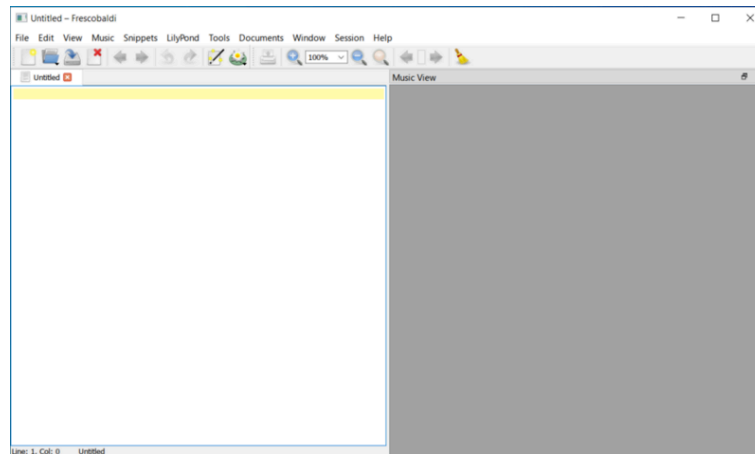 Untitled – Frescobaldi
File Edit View Music Snippets LilyPond Tools Documents Window Session Help
100%
Untitled
Music View
Line: 1, Col: 0 Untitled